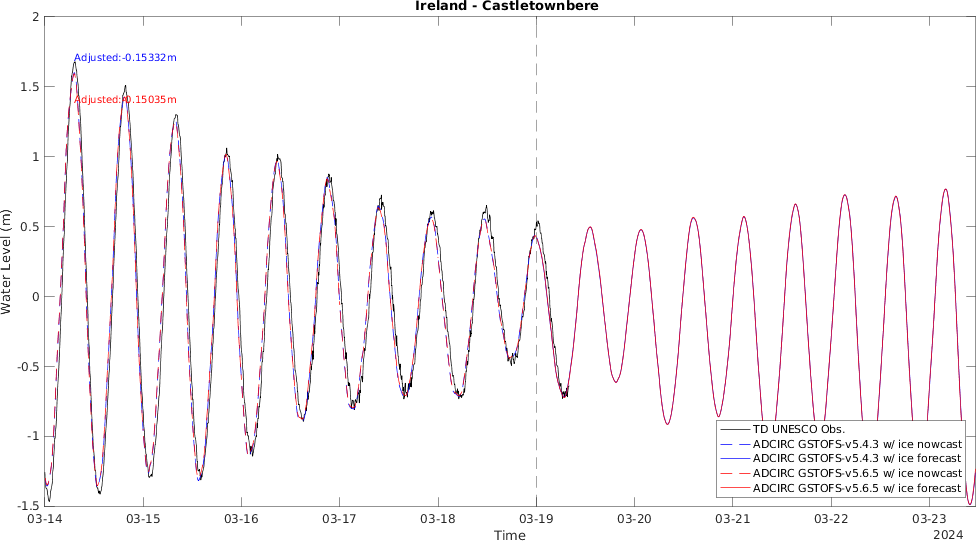 Ireland - Castletownbere
2
1.5
1
0.5
0
-0.5
-1
-1.5
Water Level (m)
Adjusted:-0.15332m
Adjusted:-0.15035m
TD UNESCO Obs.
ADCIRC GSTOFS-v5.4.3 w/ ice nowcast
ADCIRC GSTOFS-v5.4.3 w/ ice forecast
ADCIRC GSTOFS-v5.6.5 w/ ice nowcast
ADCIRC GSTOFS-v5.6.5 w/ ice forecast
03-14 03-15 03-16 03-17 03-18 03-19 03-20 03-21 03-22 03-23
Time
2024